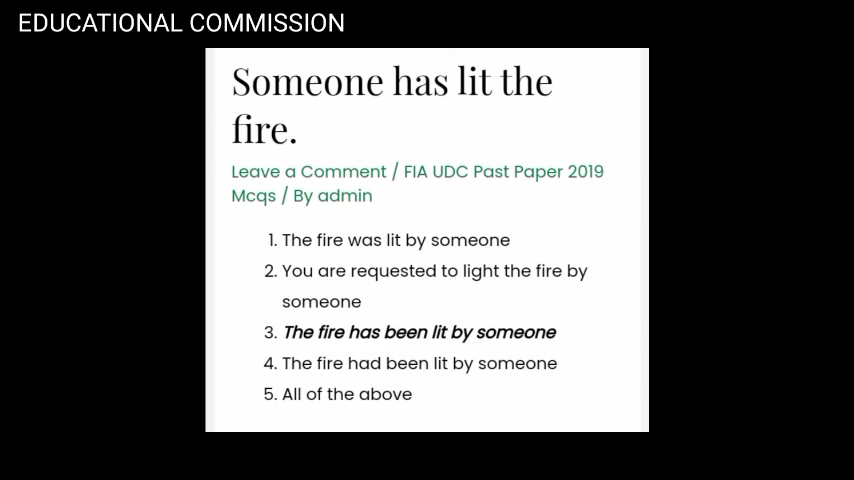 EDUCATIONAL COMMISSION
Someone has lit the
fire.
Leave a Comment / FIA UDC Past Paper 2019
Mcqs / By admin
1. The fire was lit by someone
2. You are requested to light the fire by
someone
3. The fire has been lit by someone
4. The fire had been lit by someone
5. All of the above